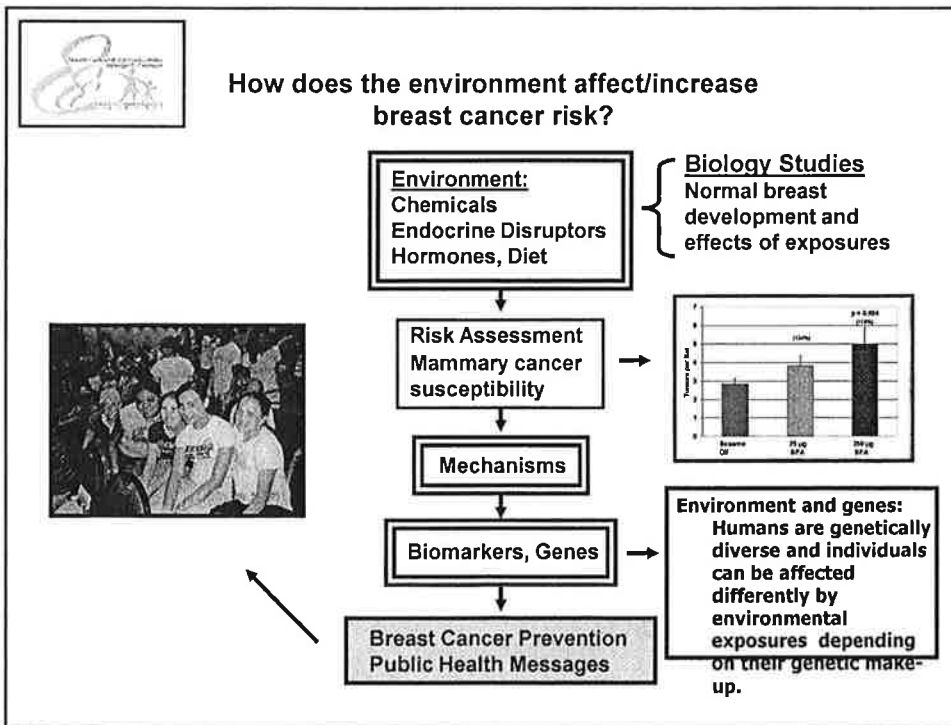 How does the environment affect/increase
breast cancer risk?
Environment:
Chemicals
Endocrine Disruptors
Hormones, Diet
Biology Studies
Normal breast
development and
effects of exposures
Risk Assessment
Mammary cancer
susceptibility
Tumors per Rat
Sesame
Oil
25 µg
BPA
250 µg
BPA
Mechanisms
Biomarkers, Genes
Environment and genes:
Humans are genetically
diverse and individuals
can be affected
differently by
environmental
exposures depending
on their genetic make-
up.
Breast Cancer Prevention
Public Health Messages